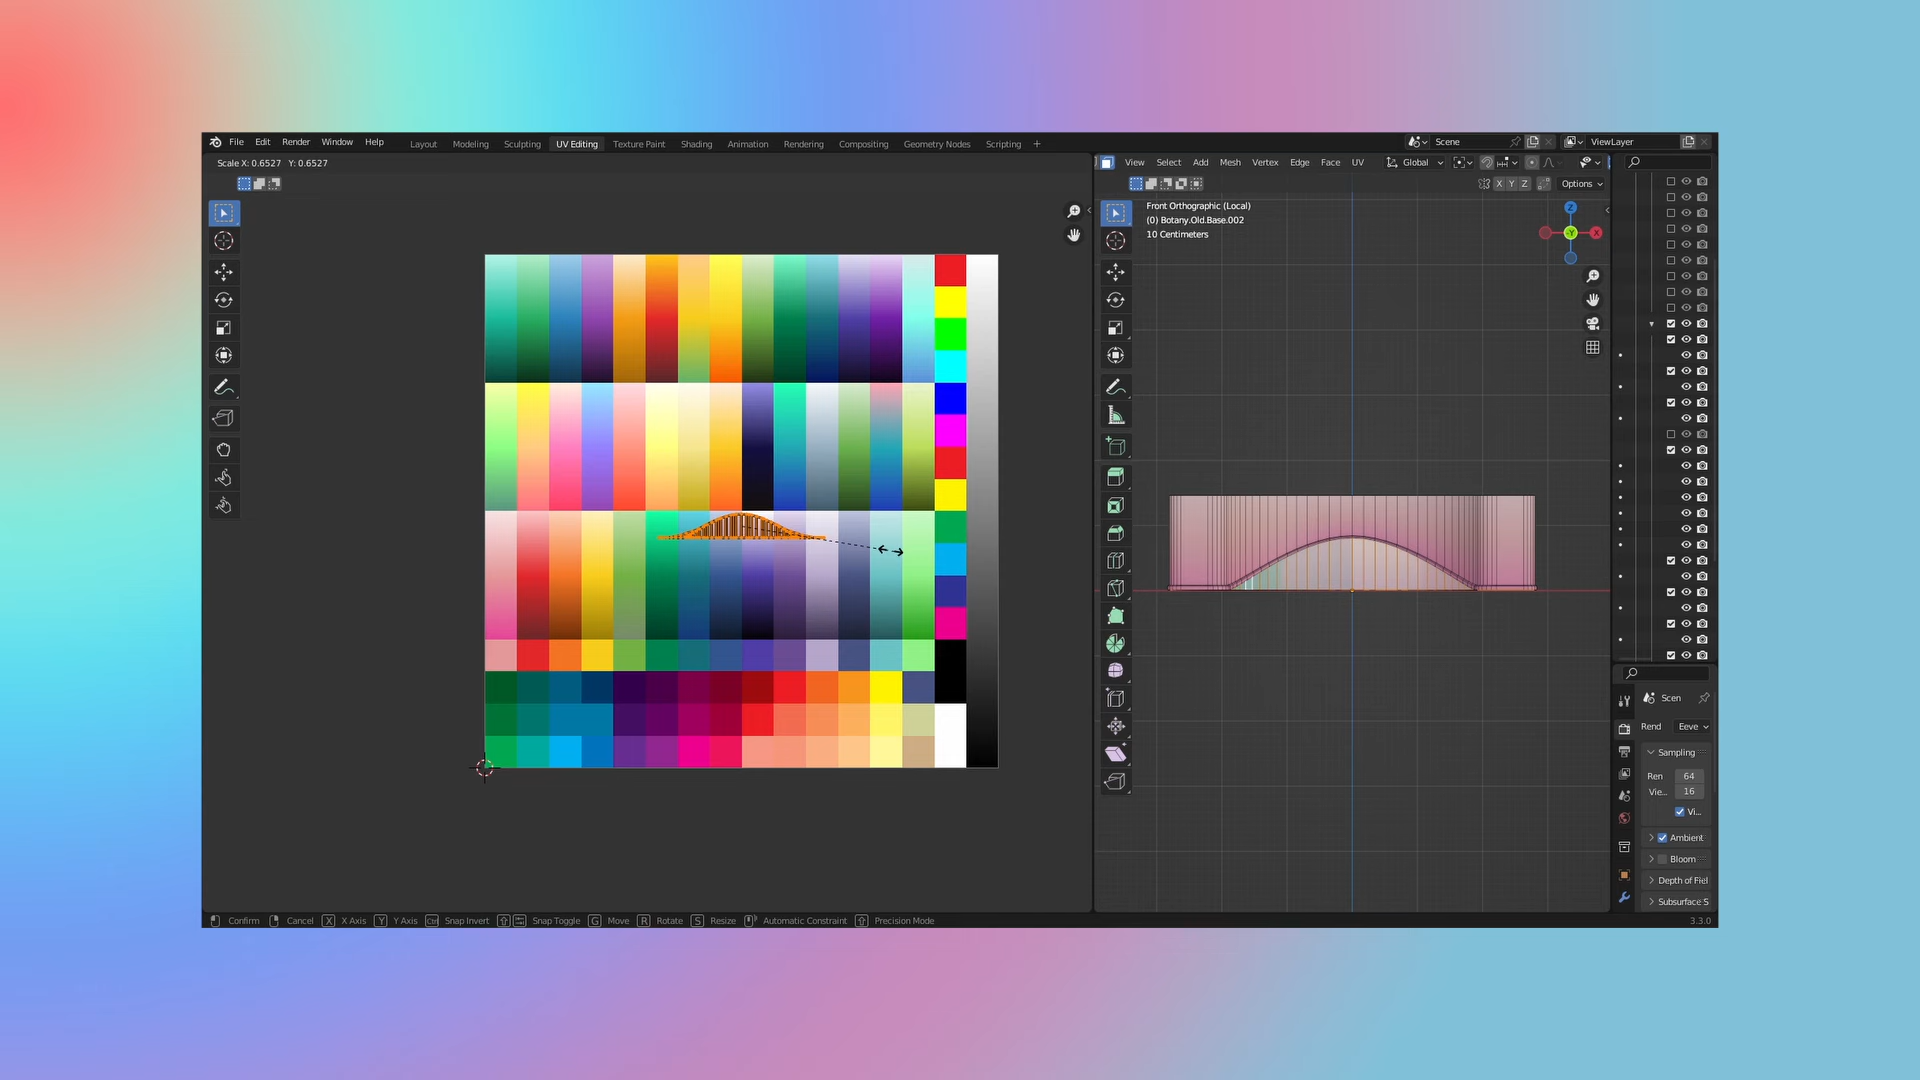 File Edit Render Window Help Layout Modeling Sculpting UV Editing Texture Paint Shading Animation Rendering Compositing Geometry Nodes Scripting + Scene ViewLayer
Scale X: 0.6527 Y: 0.6527
View Select Add Mesh Vertex Edge Face UV Global
X Y Z Options
Front Orthographic (Local)
(0) Botany.Old.Base.002
10 Centimeters
Z
Y
X
Scen
Rend Eeve
Sampling
Ren 64
Vie... 16
Vi...
Ambient
Bloom
Depth of Fiel
Subsurface S
Confirm Cancel X X Axis Y Y Axis Ctrl Snap Invert Snap Toggle G Move R Rotate S Resize Automatic Constraint Precision Mode 3.3.0